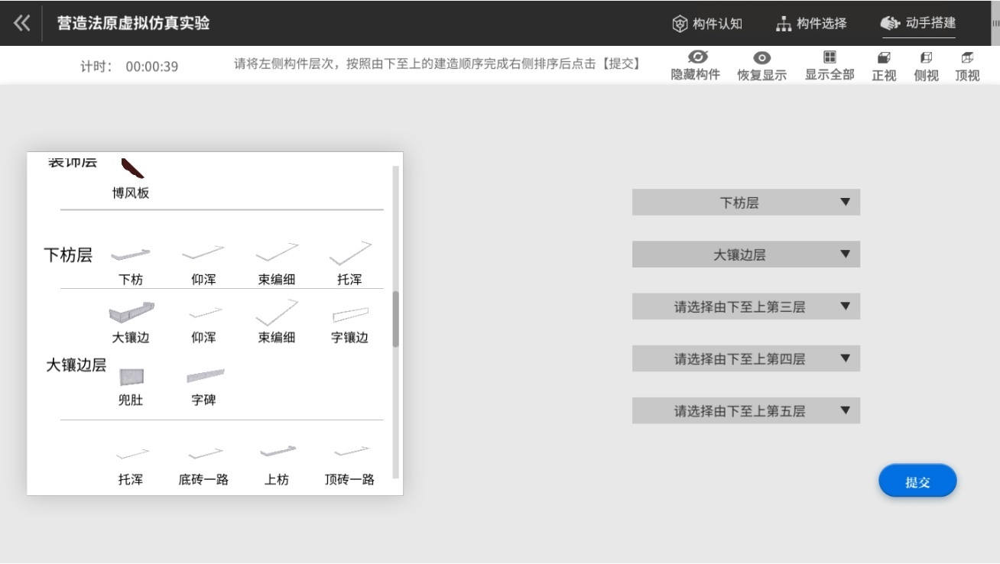 营造法原虚拟仿真实验
构件认知
构件选择
动手搭建
计时： 00:00:39
请将左侧构件层次，按照由下至上的建造顺序完成右侧排序后点击【提交】
隐藏构件
恢复显示
显示全部
正视
侧视
顶视
装饰层
博风板
下枋层
下枋 仰浑 束编细 托浑
大镶边 仰浑 束编细 字镶边
大镶边层
兜肚 字碑
托浑 底砖一路 上枋 顶砖一路
下枋层
大镶边层
请选择由下至上第三层
请选择由下至上第四层
请选择由下至上第五层
提交